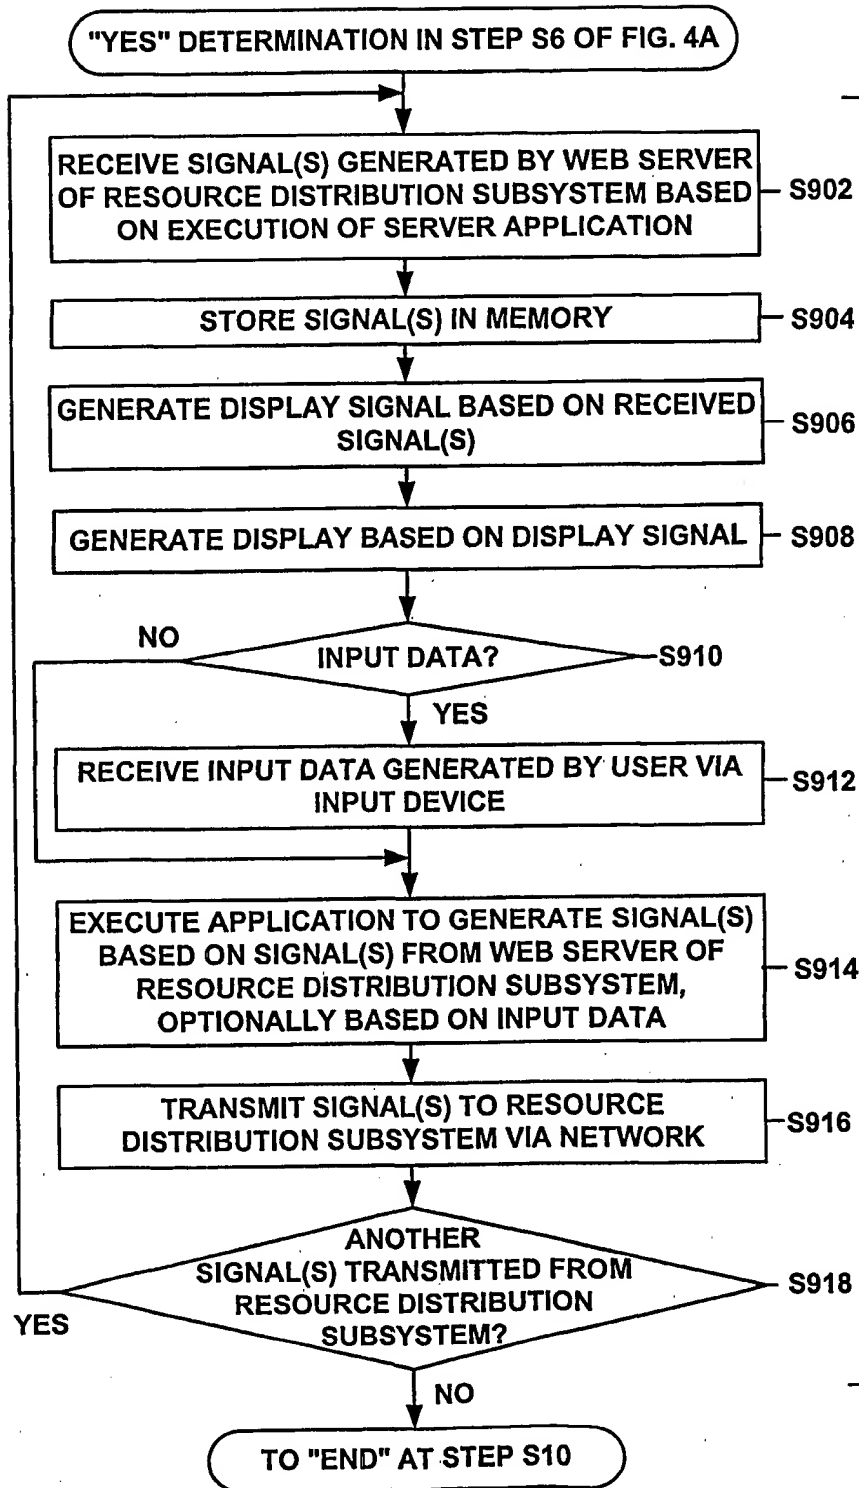 "YES" DETERMINATION IN STEP S6 OF FIG. 4A
RECEIVE SIGNAL(S) GENERATED BY WEB SERVER
OF RESOURCE DISTRIBUTION SUBSYSTEM BASED
ON EXECUTION OF SERVER APPLICATION
S902
STORE SIGNAL(S) IN MEMORY
S904
GENERATE DISPLAY SIGNAL BASED ON RECEIVED
SIGNAL(S)
S906
GENERATE DISPLAY BASED ON DISPLAY SIGNAL
S908
NO
INPUT DATA?
S910
YES
RECEIVE INPUT DATA GENERATED BY USER VIA
INPUT DEVICE
S912
EXECUTE APPLICATION TO GENERATE SIGNAL(S)
BASED ON SIGNAL(S) FROM WEB SERVER OF
RESOURCE DISTRIBUTION SUBSYSTEM,
OPTIONALLY BASED ON INPUT DATA
S914
TRANSMIT SIGNAL(S) TO RESOURCE
DISTRIBUTION SUBSYSTEM VIA NETWORK
S916
ANOTHER
SIGNAL(S) TRANSMITTED FROM
RESOURCE DISTRIBUTION
SUBSYSTEM?
S918
YES
NO
TO "END" AT STEP S10